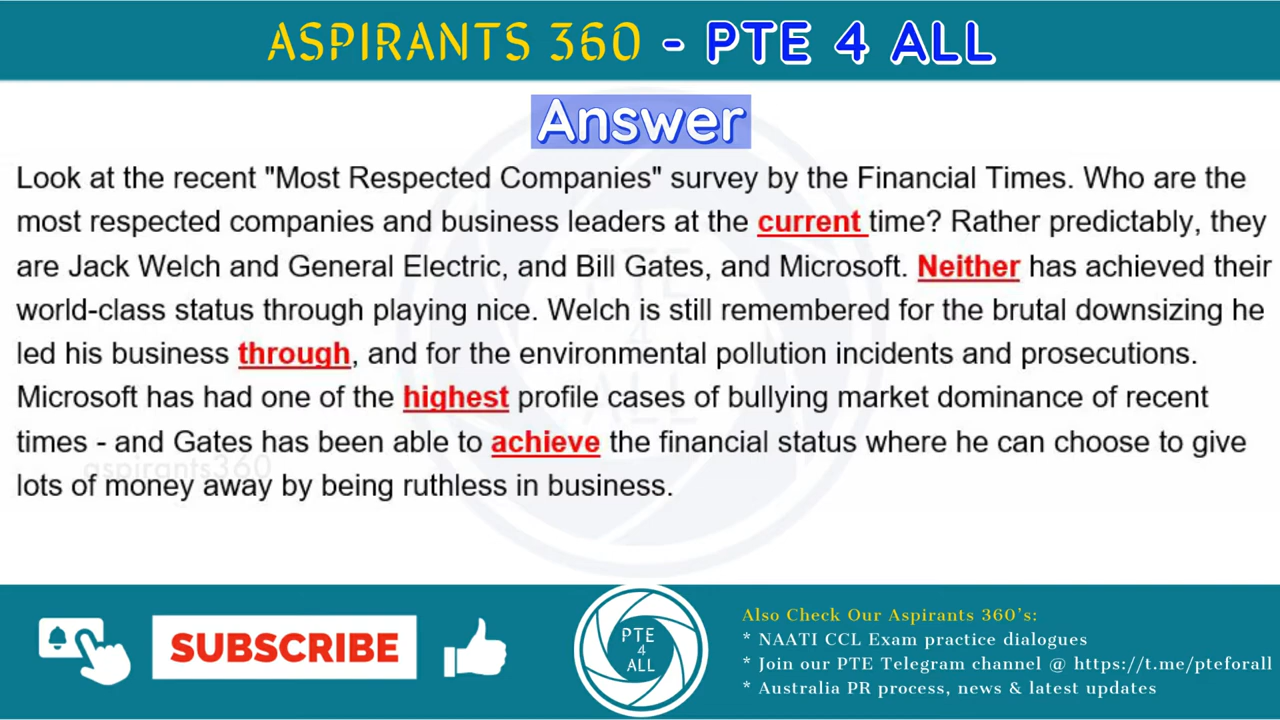 ASPIRANTS 360 - PTE 4 ALL
Answer
Look at the recent "Most Respected Companies" survey by the Financial Times. Who are the
most respected companies and business leaders at the current time? Rather predictably, they
are Jack Welch and General Electric, and Bill Gates, and Microsoft. Neither has achieved their
world-class status through playing nice. Welch is still remembered for the brutal downsizing he
led his business through, and for the environmental pollution incidents and prosecutions.
Microsoft has had one of the highest profile cases of bullying market dominance of recent
times - and Gates has been able to achieve the financial status where he can choose to give
aspirants360
lots of money away by being ruthless in business.
PTE
4
ALL
SUBSCRIBE
PTE
4
ALL
Also Check Our Aspirants 360's:
* NAATI CCL Exam practice dialogues
* Join our PTE Telegram channel @ https://t.me/pteforall
* Australia PR process, news & latest updates